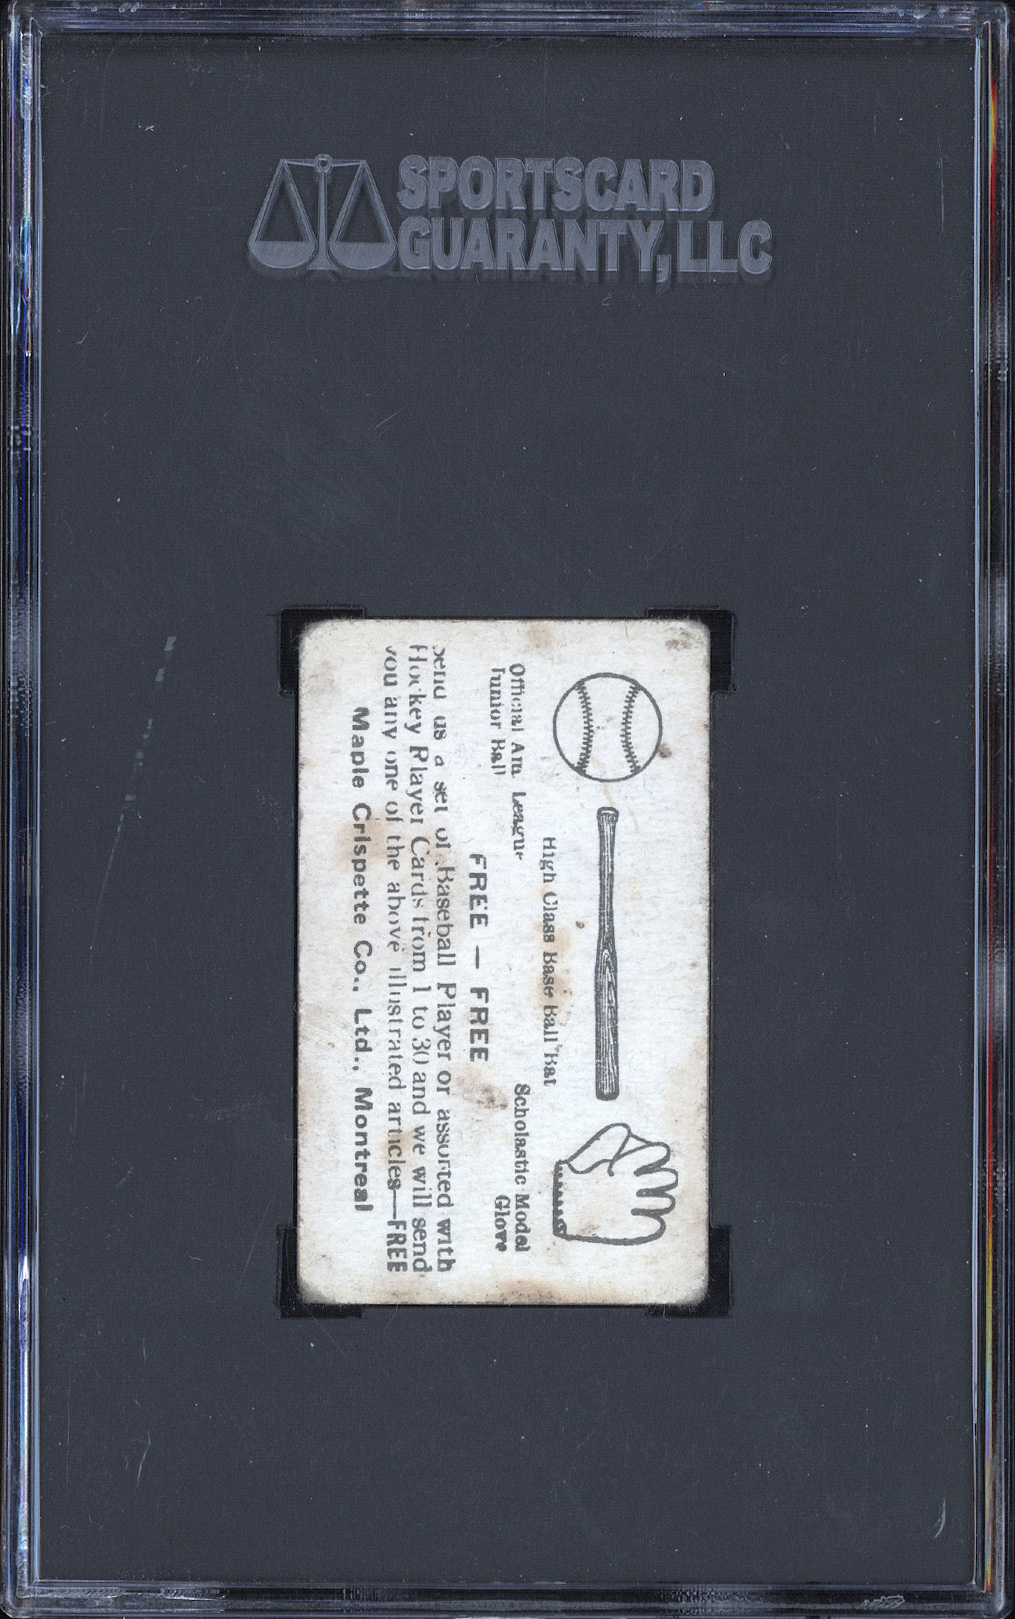 SPORTSCARD
GUARANTY, LLC
Official Am League
Junior Ball
High Class Base Ball Bat
Scholastic Model
Glove
FREE — FREE
Send us a set of Baseball Player or assorted with
Hockey Player Cards from 1 to 30 and we will send
you any one of the above illustrated articles—FREE
Maple Crispette Co., Ltd., Montreal